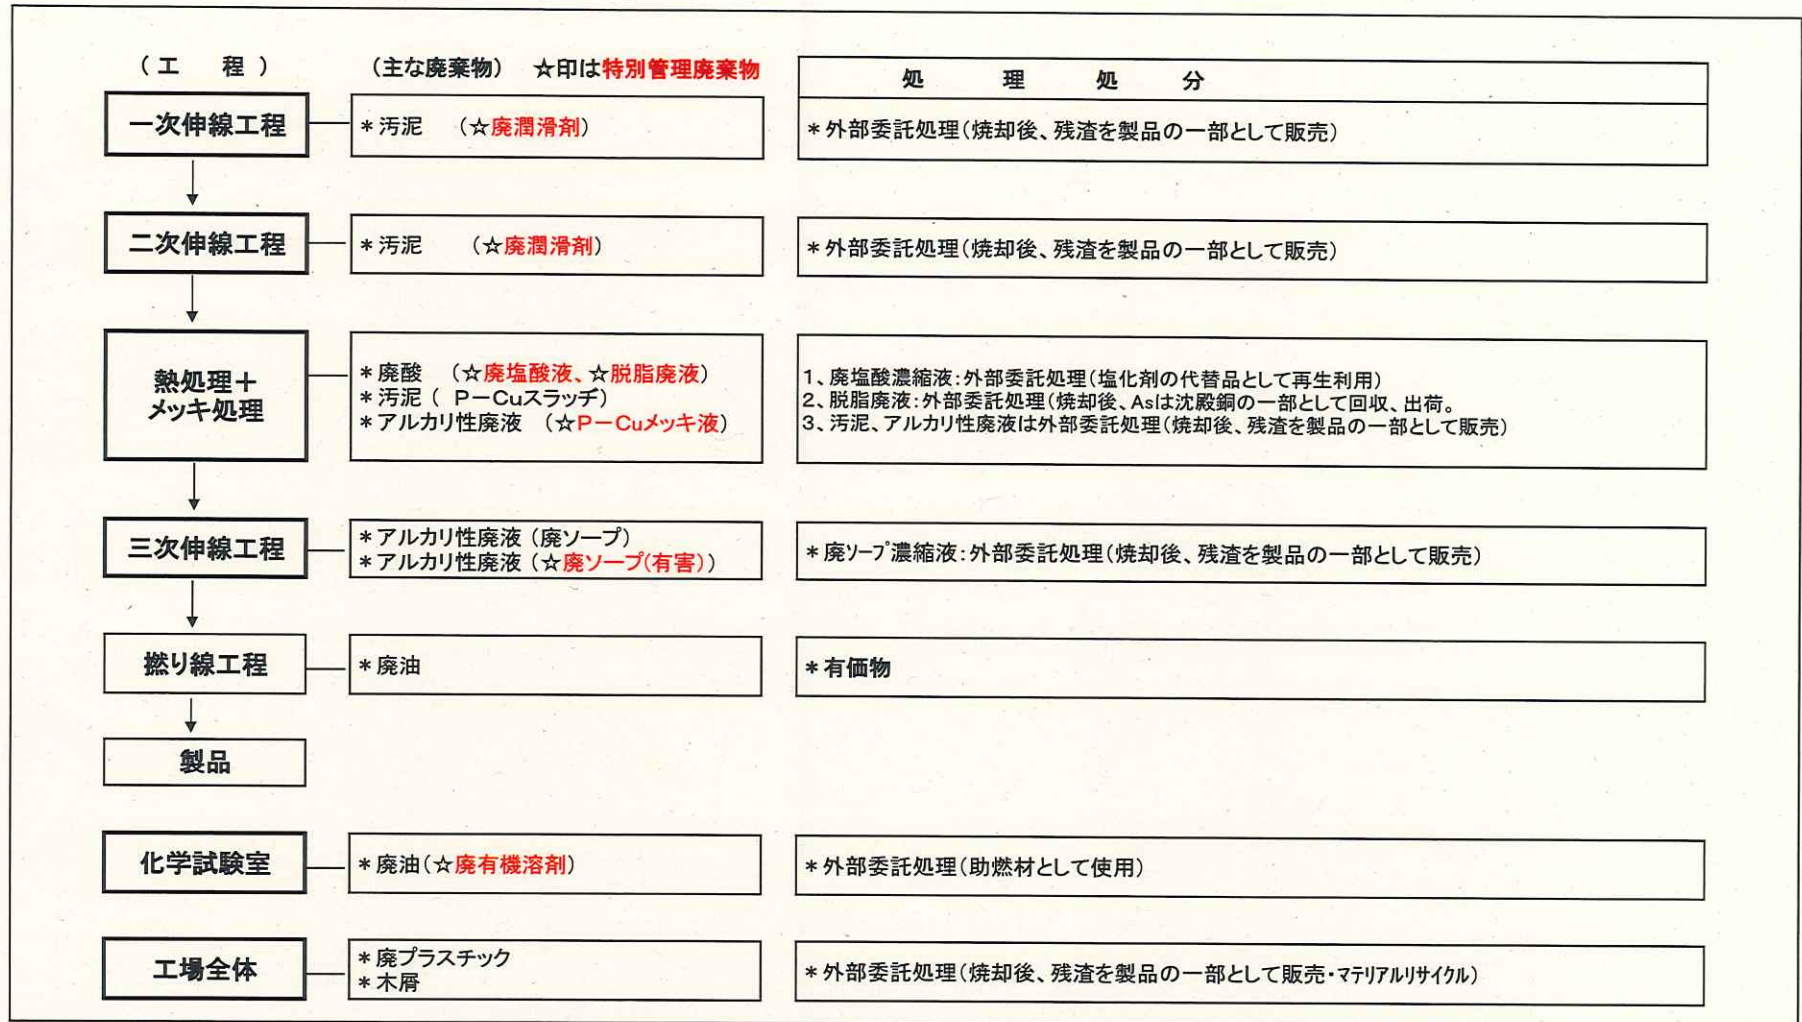 （工　程）
（主な廃棄物）　☆印は特別管理廃棄物
処　理　処　分
一次伸線工程
＊汚泥　（☆廃潤滑剤）
＊外部委託処理（焼却後、残渣を製品の一部として販売）
二次伸線工程
＊汚泥　　（☆廃潤滑剤）
＊外部委託処理（焼却後、残渣を製品の一部として販売）
熱処理＋
メッキ処理
＊廃酸　（☆廃塩酸液、☆脱脂廃液）
＊汚泥（　P－Cuスラッヂ）
＊アルカリ性廃液　（☆P－Cuメッキ液）
1、廃塩酸濃縮液：外部委託処理（塩化剤の代替品として再生利用）
2、脱脂廃液：外部委託処理（焼却後、Asは沈殿銅の一部として回収、出荷。
3、汚泥、アルカリ性廃液は外部委託処理（焼却後、残渣を製品の一部として販売）
三次伸線工程
＊アルカリ性廃液（廃ソープ）
＊アルカリ性廃液（☆廃ソープ（有害））
＊廃ｿｰﾌﾟ濃縮液：外部委託処理（焼却後、残渣を製品の一部として販売）
撚り線工程
＊廃油
＊有価物
製品
化学試験室
＊廃油（☆廃有機溶剤）
＊外部委託処理（助燃材として使用）
工場全体
＊廃プラスチック
＊木屑
＊外部委託処理（焼却後、残渣を製品の一部として販売・ﾏﾃﾘｱﾙﾘｻｲｸﾙ）